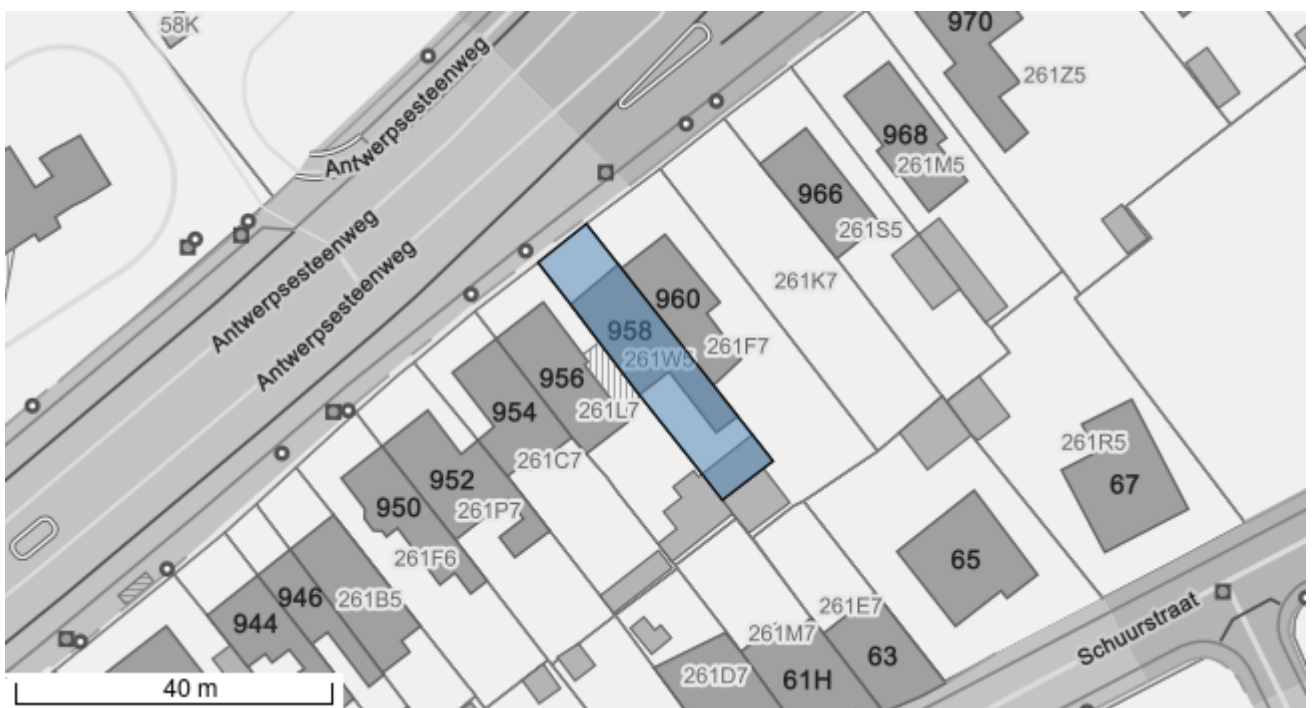 58K
970
261Z5
Antwerpsesteenweg
968
261M5
966
261S5
Antwerpsesteenweg
Antwerpsesteenweg
261K7
960
958
261W5
261F7
956
261L7
954
261C7
952
261P7
950
261F6
261R5
67
65
946
261B5
944
261E7
261M7
63
261D7
61H
Schuurstraat
40 m